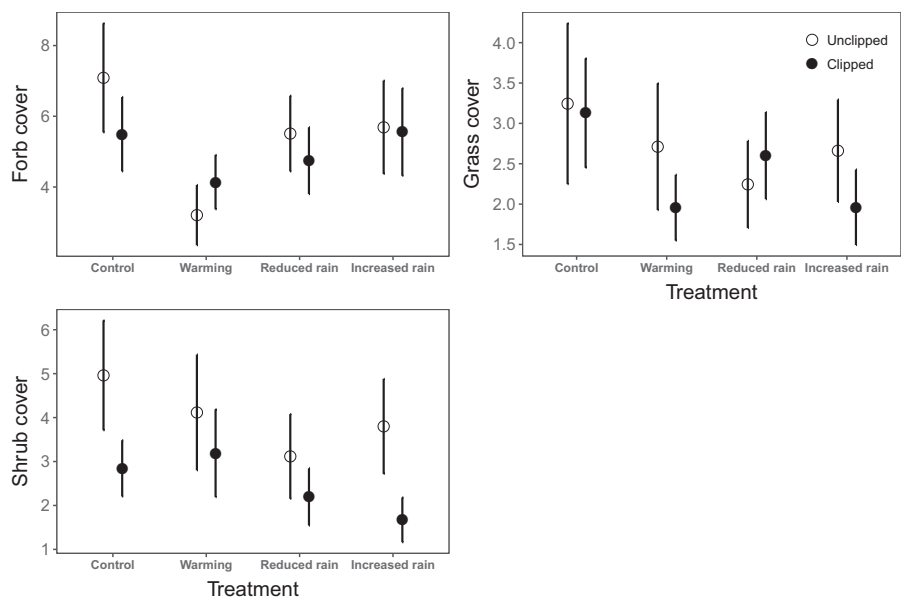 Forb cover
8
6
4
Control Warming Reduced rain Increased rain
Grass cover
4.0
3.5
3.0
2.5
2.0
1.5
Unclipped
Clipped
Control Warming Reduced rain Increased rain
Treatment
Shrub cover
6
5
4
3
2
1
Control Warming Reduced rain Increased rain
Treatment